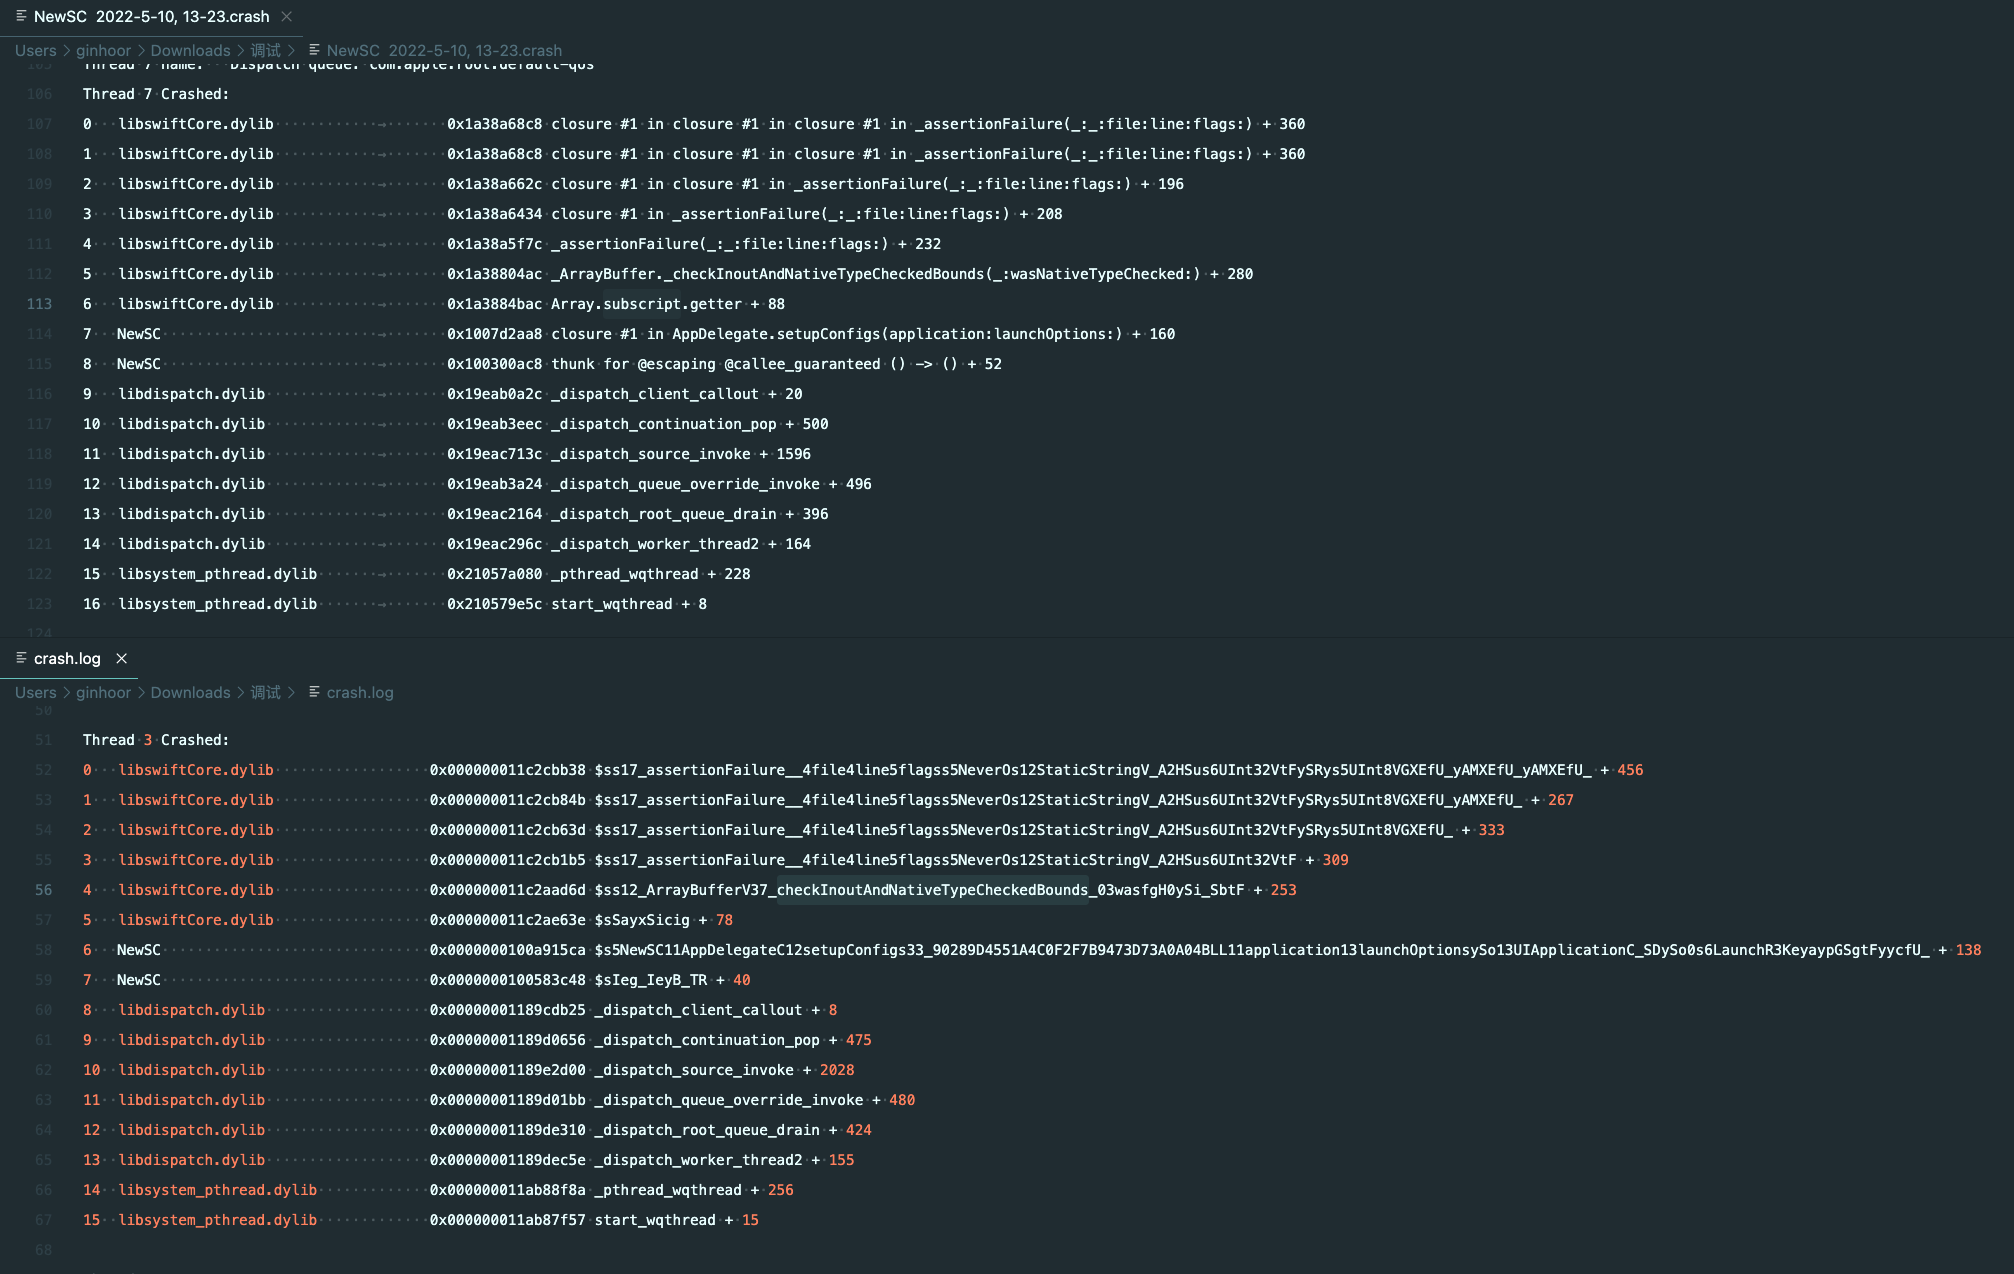 NewSC 2022-5-10, 13-23.crash
Users > ginhoor > Downloads > 调试 > NewSC 2022-5-10, 13-23.crash
105 Thread 7 name: Dispatch queue: com.apple.root.default-qos
106 Thread 7 Crashed:
107 0 libswiftCore.dylib 0x1a38a68c8 closure #1 in closure #1 in closure #1 in _assertionFailure(_:_:file:line:flags:) + 360
108 1 libswiftCore.dylib 0x1a38a68c8 closure #1 in closure #1 in closure #1 in _assertionFailure(_:_:file:line:flags:) + 360
109 2 libswiftCore.dylib 0x1a38a662c closure #1 in closure #1 in _assertionFailure(_:_:file:line:flags:) + 196
110 3 libswiftCore.dylib 0x1a38a6434 closure #1 in _assertionFailure(_:_:file:line:flags:) + 208
111 4 libswiftCore.dylib 0x1a38a5f7c _assertionFailure(_:_:file:line:flags:) + 232
112 5 libswiftCore.dylib 0x1a38804ac _ArrayBuffer._checkInoutAndNativeTypeCheckedBounds(_:wasNativeTypeChecked:) + 280
113 6 libswiftCore.dylib 0x1a3884bac Array.subscript.getter + 88
114 7 NewSC 0x1007d2aa8 closure #1 in AppDelegate.setupConfigs(application:launchOptions:) + 160
115 8 NewSC 0x100300ac8 thunk for @escaping @callee_guaranteed () -> () + 52
116 9 libdispatch.dylib 0x19eab0a2c _dispatch_client_callout + 20
117 10 libdispatch.dylib 0x19eab3eec _dispatch_continuation_pop + 500
118 11 libdispatch.dylib 0x19eac713c _dispatch_source_invoke + 1596
119 12 libdispatch.dylib 0x19eab3a24 _dispatch_queue_override_invoke + 496
120 13 libdispatch.dylib 0x19eac2164 _dispatch_root_queue_drain + 396
121 14 libdispatch.dylib 0x19eac296c _dispatch_worker_thread2 + 164
122 15 libsystem_pthread.dylib 0x21057a080 _pthread_wqthread + 228
123 16 libsystem_pthread.dylib 0x210579e5c start_wqthread + 8
124
crash.log
Users > ginhoor > Downloads > 调试 > crash.log
50
51 Thread 3 Crashed:
52 0 libswiftCore.dylib 0x000000011c2cbb38 $ss17_assertionFailure__4file4line5flagss5NeverOs12StaticStringV_A2HSus6UInt32VtFySRys5UInt8VGXEfU_yAMXEfU_yAMXEfU_ + 456
53 1 libswiftCore.dylib 0x000000011c2cb84b $ss17_assertionFailure__4file4line5flagss5NeverOs12StaticStringV_A2HSus6UInt32VtFySRys5UInt8VGXEfU_yAMXEfU_ + 267
54 2 libswiftCore.dylib 0x000000011c2cb63d $ss17_assertionFailure__4file4line5flagss5NeverOs12StaticStringV_A2HSus6UInt32VtFySRys5UInt8VGXEfU_ + 333
55 3 libswiftCore.dylib 0x000000011c2cb1b5 $ss17_assertionFailure__4file4line5flagss5NeverOs12StaticStringV_A2HSus6UInt32VtF + 309
56 4 libswiftCore.dylib 0x000000011c2aad6d $ss12_ArrayBufferV37_checkInoutAndNativeTypeCheckedBounds_03wasfgH0ySi_SbtF + 253
57 5 libswiftCore.dylib 0x000000011c2ae63e $sSayxSicig + 78
58 6 NewSC 0x0000000100a915ca $s5NewSC11AppDelegateC12setupConfigs33_90289D4551A4C0F2F7B9473D73A0A04BLL11application13launchOptionsySo13UIApplicationC_SDySo0s6LaunchR3KeyaypGSgtFyycfU_ + 138
59 7 NewSC 0x0000000100583c48 $sIeg_IeyB_TR + 40
60 8 libdispatch.dylib 0x00000001189cdb25 _dispatch_client_callout + 8
61 9 libdispatch.dylib 0x00000001189d0656 _dispatch_continuation_pop + 475
62 10 libdispatch.dylib 0x00000001189e2d00 _dispatch_source_invoke + 2028
63 11 libdispatch.dylib 0x00000001189d01bb _dispatch_queue_override_invoke + 480
64 12 libdispatch.dylib 0x00000001189de310 _dispatch_root_queue_drain + 424
65 13 libdispatch.dylib 0x00000001189dec5e _dispatch_worker_thread2 + 155
66 14 libsystem_pthread.dylib 0x000000011ab88f8a _pthread_wqthread + 256
67 15 libsystem_pthread.dylib 0x000000011ab87f57 start_wqthread + 15
68